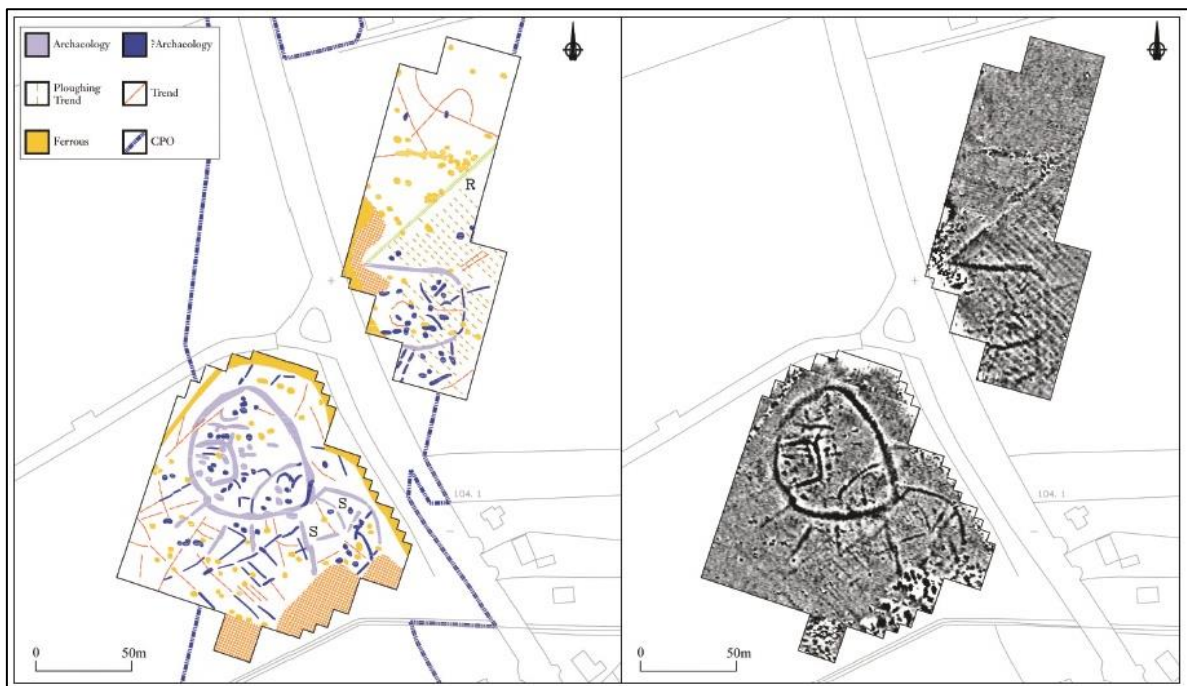 Archaeology
?Archaeology
Ploughing
Trend
Trend
Ferrous
CPO
R
S
S
104. 1
0
50m
104. 1
0
50m